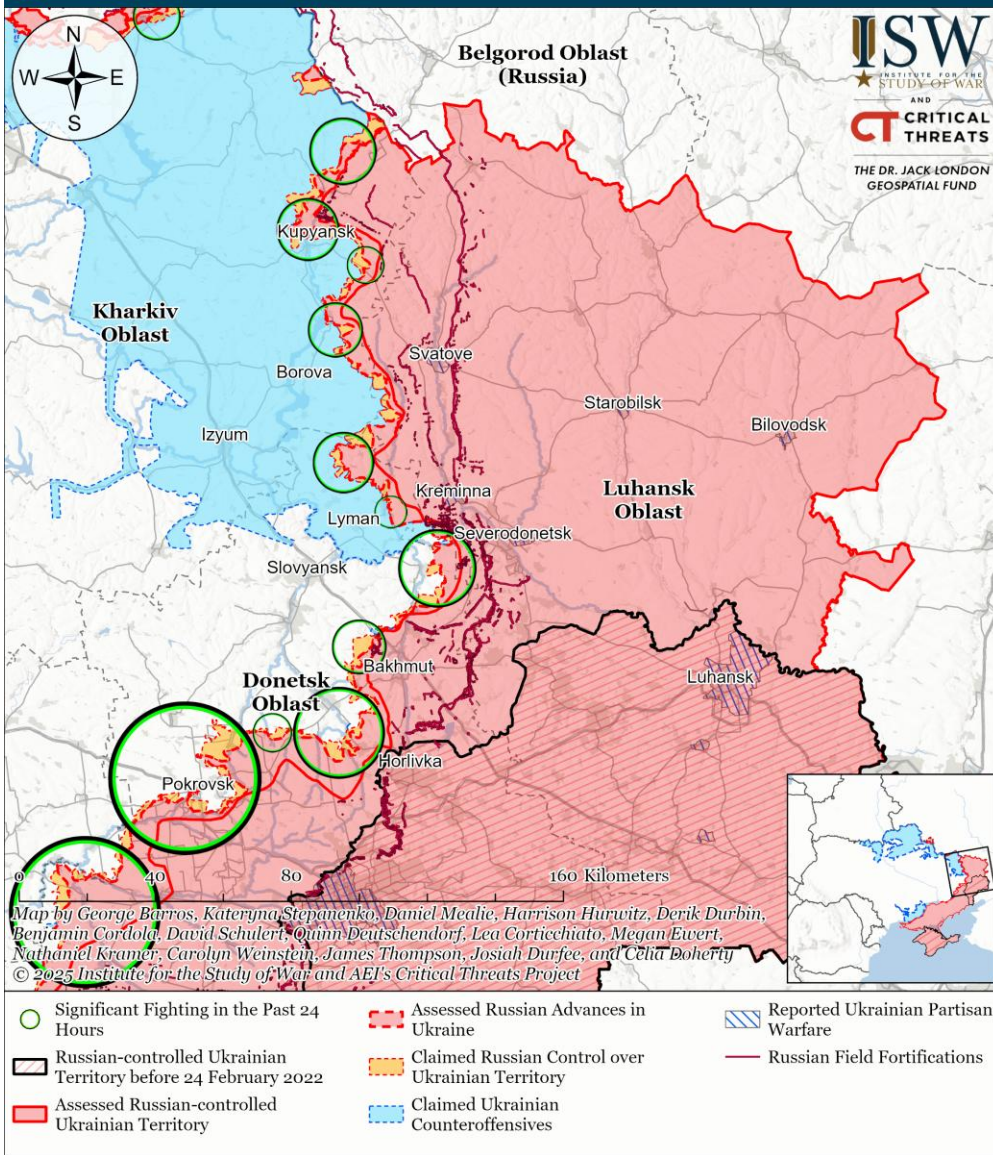 N
W
E
S
Belgorod Oblast
(Russia)
ISW
INSTITUTE FOR THE
STUDY OF WAR
AND
CT CRITICAL
THREATS
THE DR. JACK LONDON
GEOSPATIAL FUND
Kupyansk
Kharkiv
Oblast
Svatove
Borova
Starobilsk
Bilovodsk
Izyum
Kreminna
Luhansk
Oblast
Lyman
Severodonetsk
Slovyansk
Bakhmut
Luhansk
Donetsk
Oblast
Horlivka
Pokrovsk
0
40
80
160 Kilometers
Map by George Barros, Kateryna Stepanenko, Daniel Mealie, Harrison Hurwitz, Derik Durbin,
Benjamin Cordola, David Schulert, Quinn Deutschendorf, Lea Corticchiato, Megan Ewert,
Nathaniel Kramer, Carolyn Weinstein, James Thompson, Josiah Durfee, and Celia Doherty
© 2025 Institute for the Study of War and AEI's Critical Threats Project
Significant Fighting in the Past 24
Hours
Russian-controlled Ukrainian
Territory before 24 February 2022
Assessed Russian-controlled
Ukrainian Territory
Assessed Russian Advances in
Ukraine
Claimed Russian Control over
Ukrainian Territory
Claimed Ukrainian
Counteroffensives
Reported Ukrainian Partisan
Warfare
Russian Field Fortifications